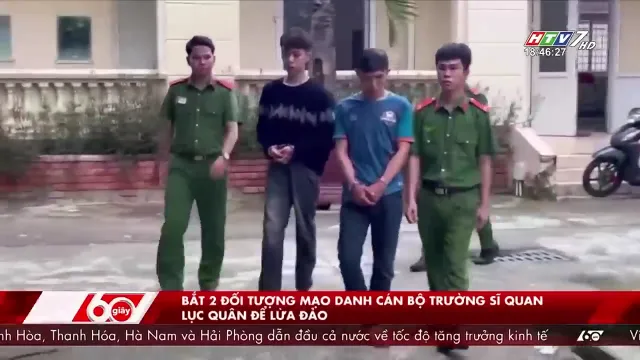 HTV7 HD
18:46:27
60 giây
BẮT 2 ĐỐI TƯỢNG MẠO DANH CÁN BỘ TRƯỜNG SĨ QUAN
LỤC QUÂN ĐỂ LỪA ĐẢO
nh Hòa, Thanh Hóa, Hà Nam và Hải Phòng dẫn đầu cả nước về tốc độ tăng trưởng kinh tế
60
V